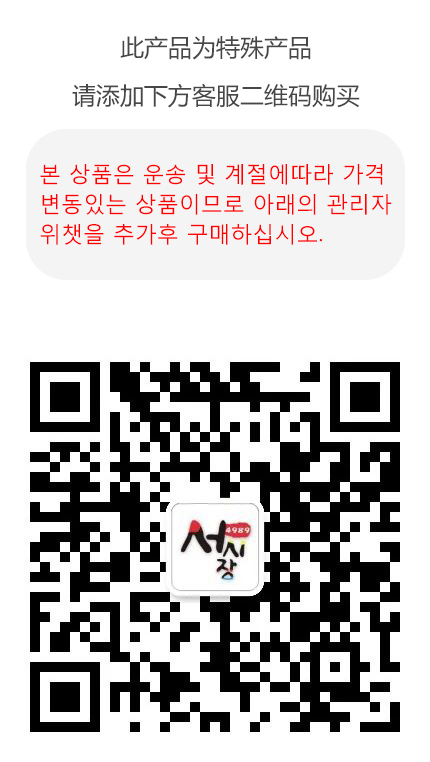 此产品为特殊产品
请添加下方客服二维码购买
본 상품은 운송 및 계절에따라 가격
변동있는 상품이므로 아래의 관리자
위챗을 추가후 구매하십시오.
4989
서시장